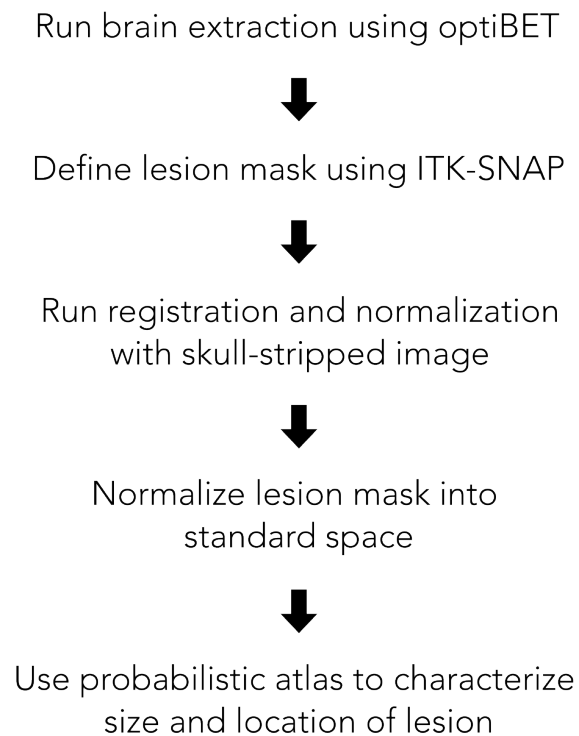 Run brain extraction using optiBET
Define lesion mask using ITK-SNAP
Run registration and normalization
with skull-stripped image
Normalize lesion mask into
standard space
Use probabilistic atlas to characterize
size and location of lesion